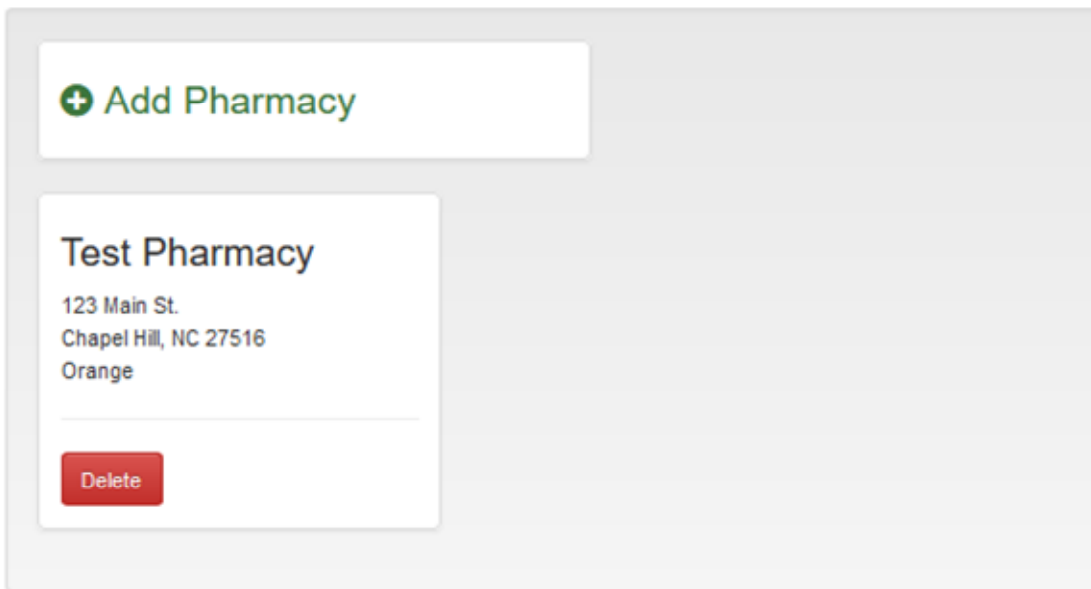 Add Pharmacy
Test Pharmacy
123 Main St.
Chapel Hill, NC 27516
Orange
Delete